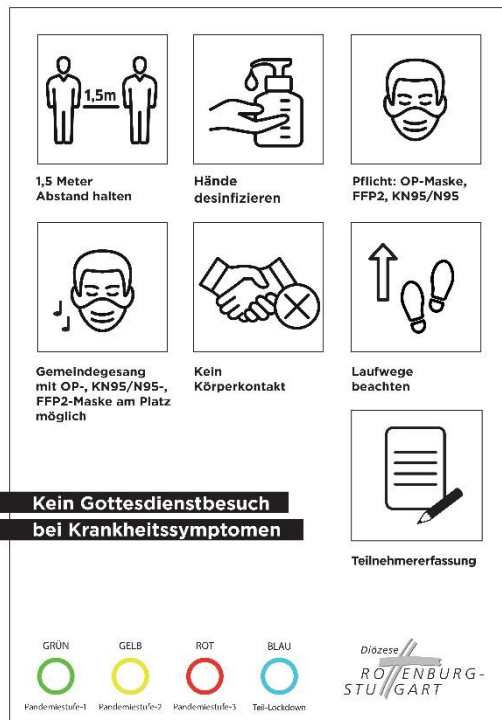 1,5m
1,5 Meter
Abstand halten
Hände
desinfizieren
Pflicht: OP-Maske,
FFP2, KN95/N95
Gemeindegesang
mit OP-, KN95/N95-,
FFP2-Maske am Platz
möglich
Kein
Körperkontakt
Laufwege
beachten
Kein Gottesdienstbesuch
bei Krankheitssymptomen
Teilnehmererfassung
GRÜN
Pandemiestufe-1
GELB
Pandemiestufe-2
ROT
Pandemiestufe-3
BLAU
Teil-Lockdown
Diözese
ROTTENBURG-
STUTTGART